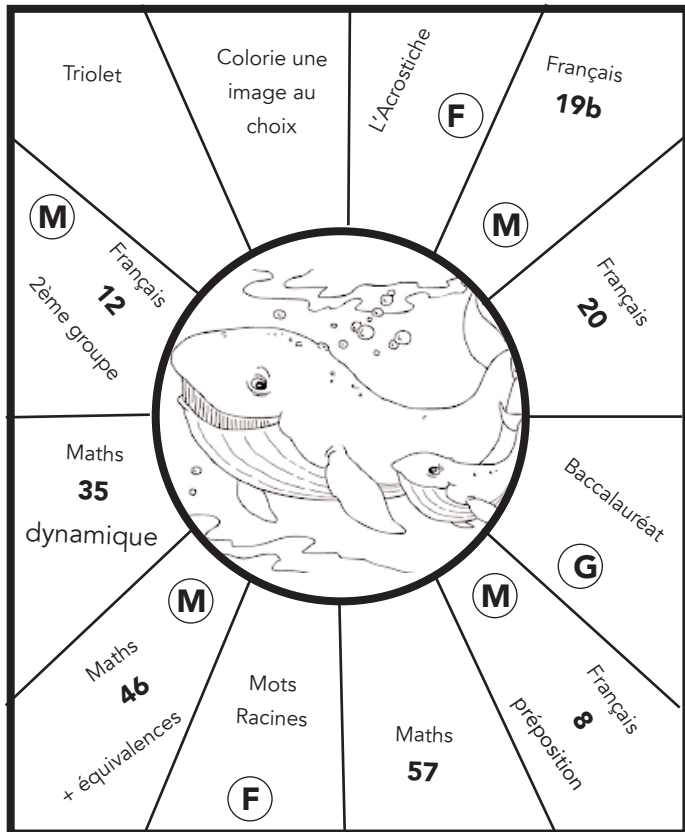 Triolet
Colorie une
image au
choix
L'Acrostiche
F
Français
19b
M
Français
20
Baccalauréat
G
M
Français
8
préposition
Maths
57
Mots
Racines
F
M
Maths
46
+ équivalences
Maths
35
dynamique
M
Français
12
2ème groupe